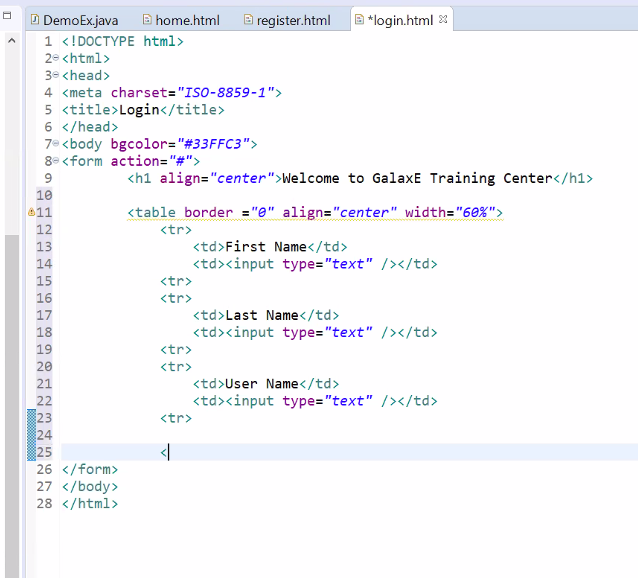 DemoEx.java home.html register.html *login.html
1 <!DOCTYPE html>
2 <html>
3 <head>
4 <meta charset="ISO-8859-1">
5 <title>Login</title>
6 </head>
7 <body bgcolor="#33FFC3">
8 <form action="#">
9 <h1 align="center">Welcome to GalaxE Training Center</h1>
10
11 <table border ="0" align="center" width="60%">
12 <tr>
13 <td>First Name</td>
14 <td><input type="text" /></td>
15 <tr>
16 <tr>
17 <td>Last Name</td>
18 <td><input type="text" /></td>
19 <tr>
20 <tr>
21 <td>User Name</td>
22 <td><input type="text" /></td>
23 <tr>
24
25 <
26 </form>
27 </body>
28 </html>